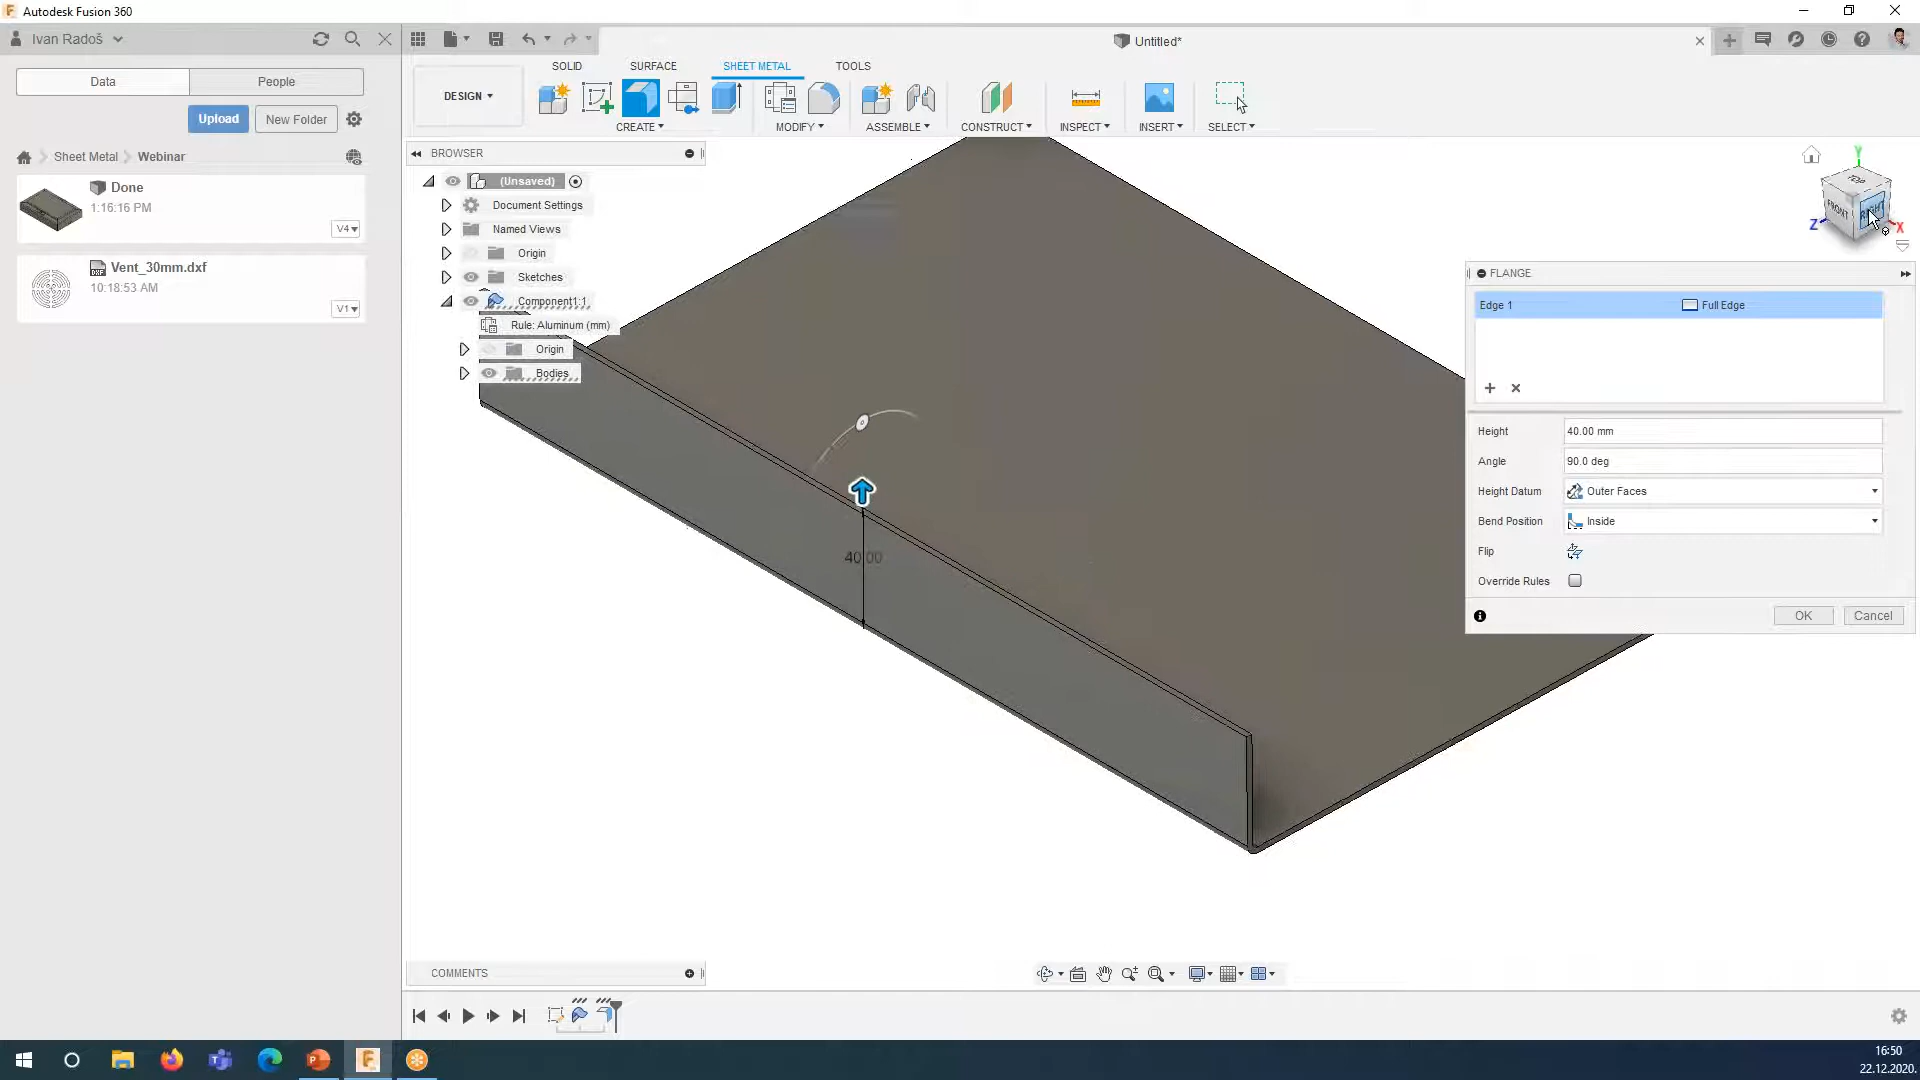 Autodesk Fusion 360
Ivan Radoš
Untitled*
Data
People
Upload
New Folder
Sheet Metal
Webinar
Done
1:16:16 PM
V4
DXF
Vent_30mm.dxf
10:18:53 AM
V1
SOLID
SURFACE
SHEET METAL
TOOLS
DESIGN
CREATE
MODIFY
ASSEMBLE
CONSTRUCT
INSPECT
INSERT
SELECT
BROWSER
(Unsaved)
Document Settings
Named Views
Origin
Sketches
Component1:1
Rule: Aluminum (mm)
Origin
Bodies
40.00
Y
TOP
FRONT
RIGHT
Z
X
FLANGE
Edge 1
Full Edge
Height
40.00 mm
Angle
90.0 deg
Height Datum
Outer Faces
Bend Position
Inside
Flip
Override Rules
OK
Cancel
COMMENTS
16:50
22.12.2020.